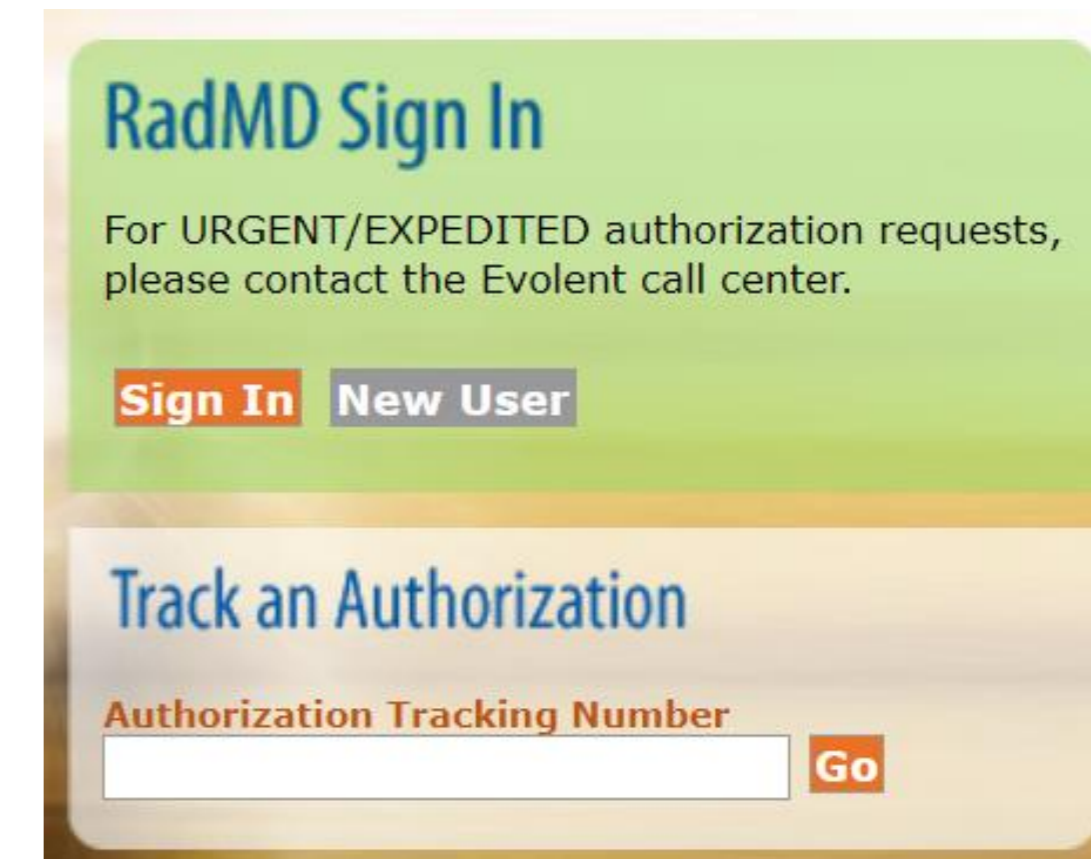 RadMD Sign In
For URGENT/EXPEDITED authorization requests,
please contact the Evolent call center.
Sign In New User
Track an Authorization
Authorization Tracking Number
Go